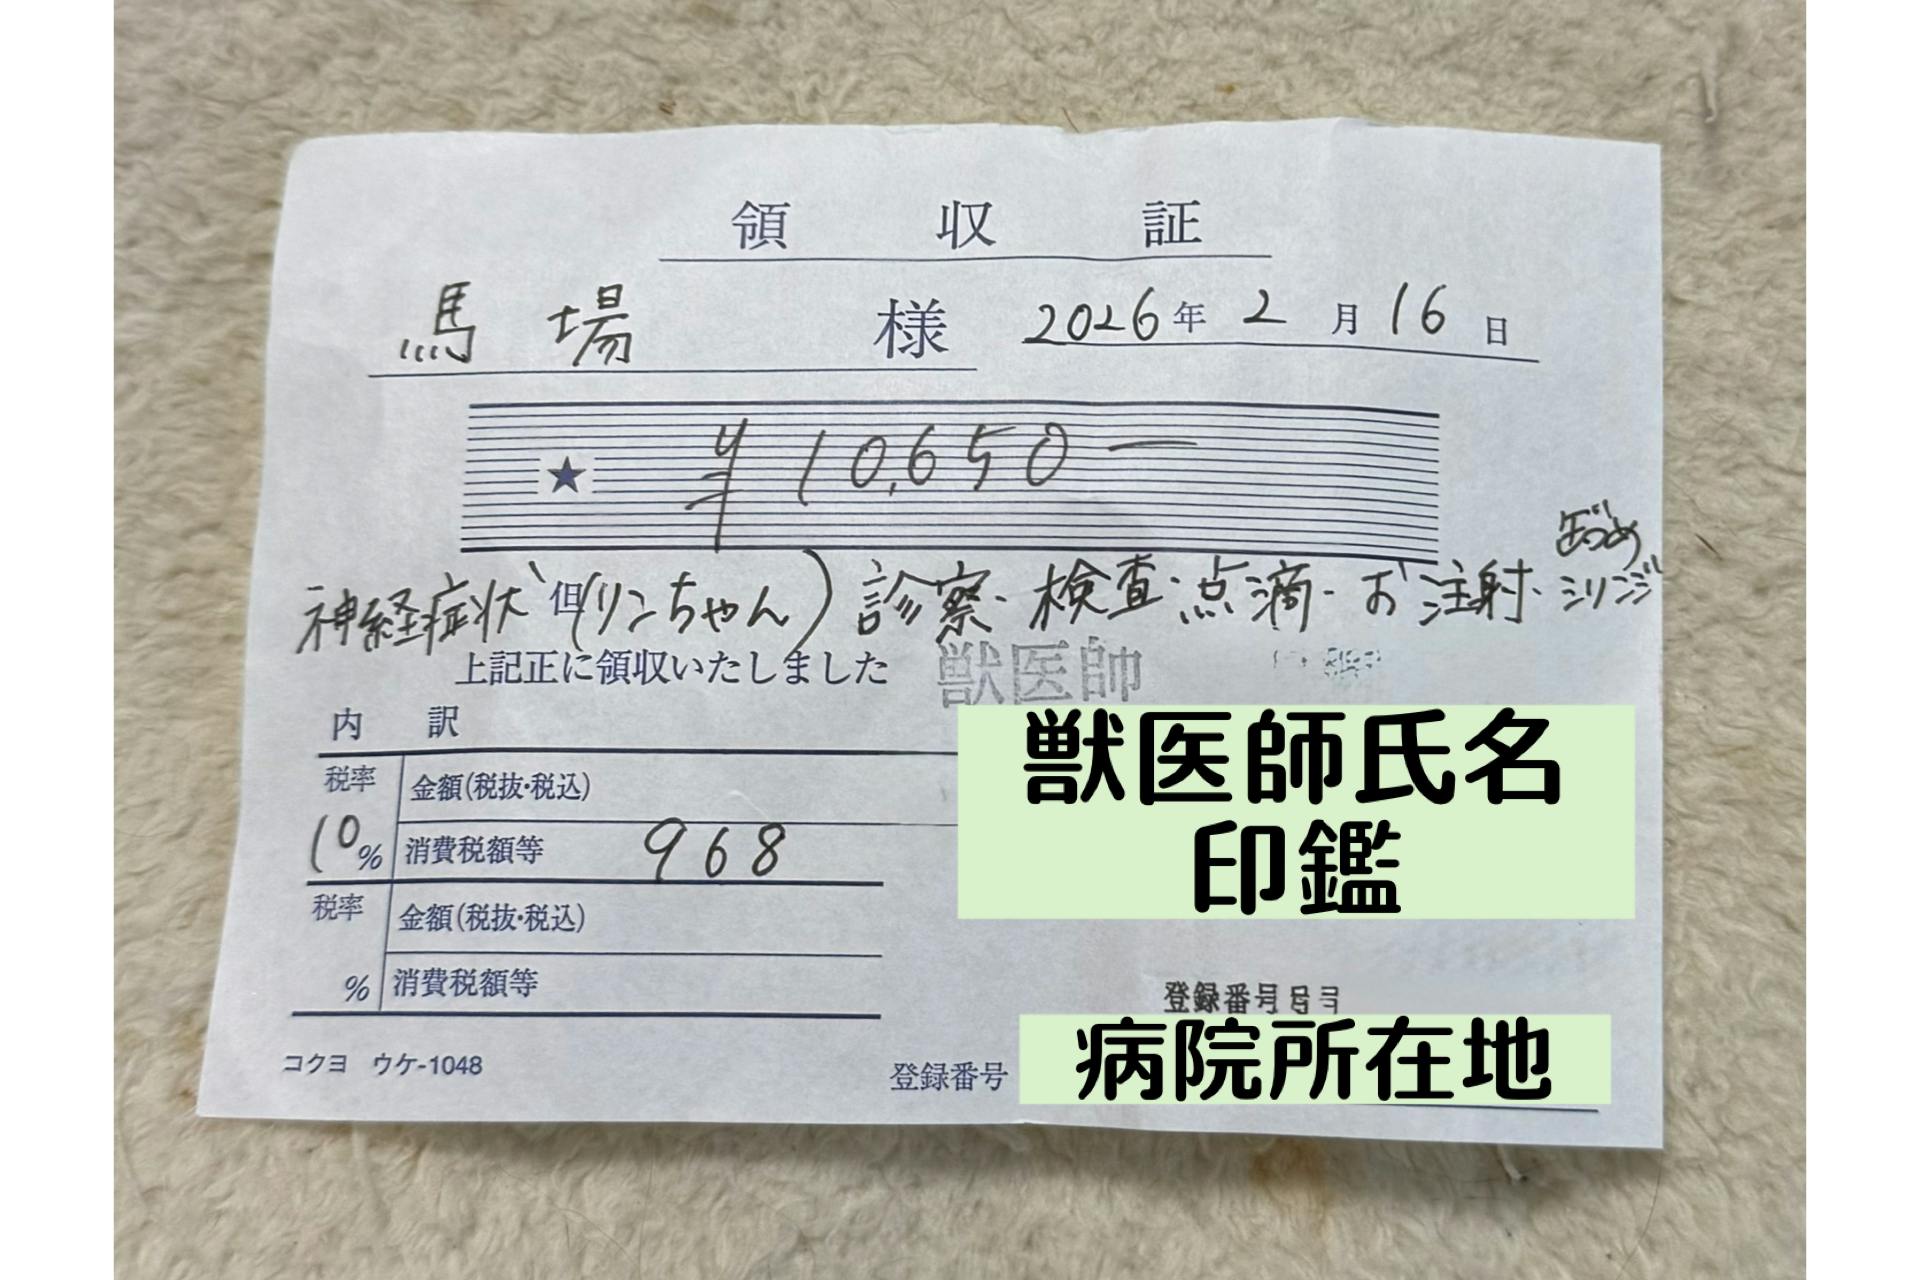 領収証
馬場 様 2026年 2月 16日
★ ¥10,650ー
缶づめ
神経症状 但(リンちゃん) 診察・検査・点滴・お注射・シリンジ
上記正に領収いたしました 獣医師
内訳
獣医師氏名
印鑑
税率 金額(税抜・税込)
10% 消費税額等 968
税率 金額(税抜・税込)
% 消費税額等
登録番号
病院所在地
コクヨ ウケ-1048 登録番号